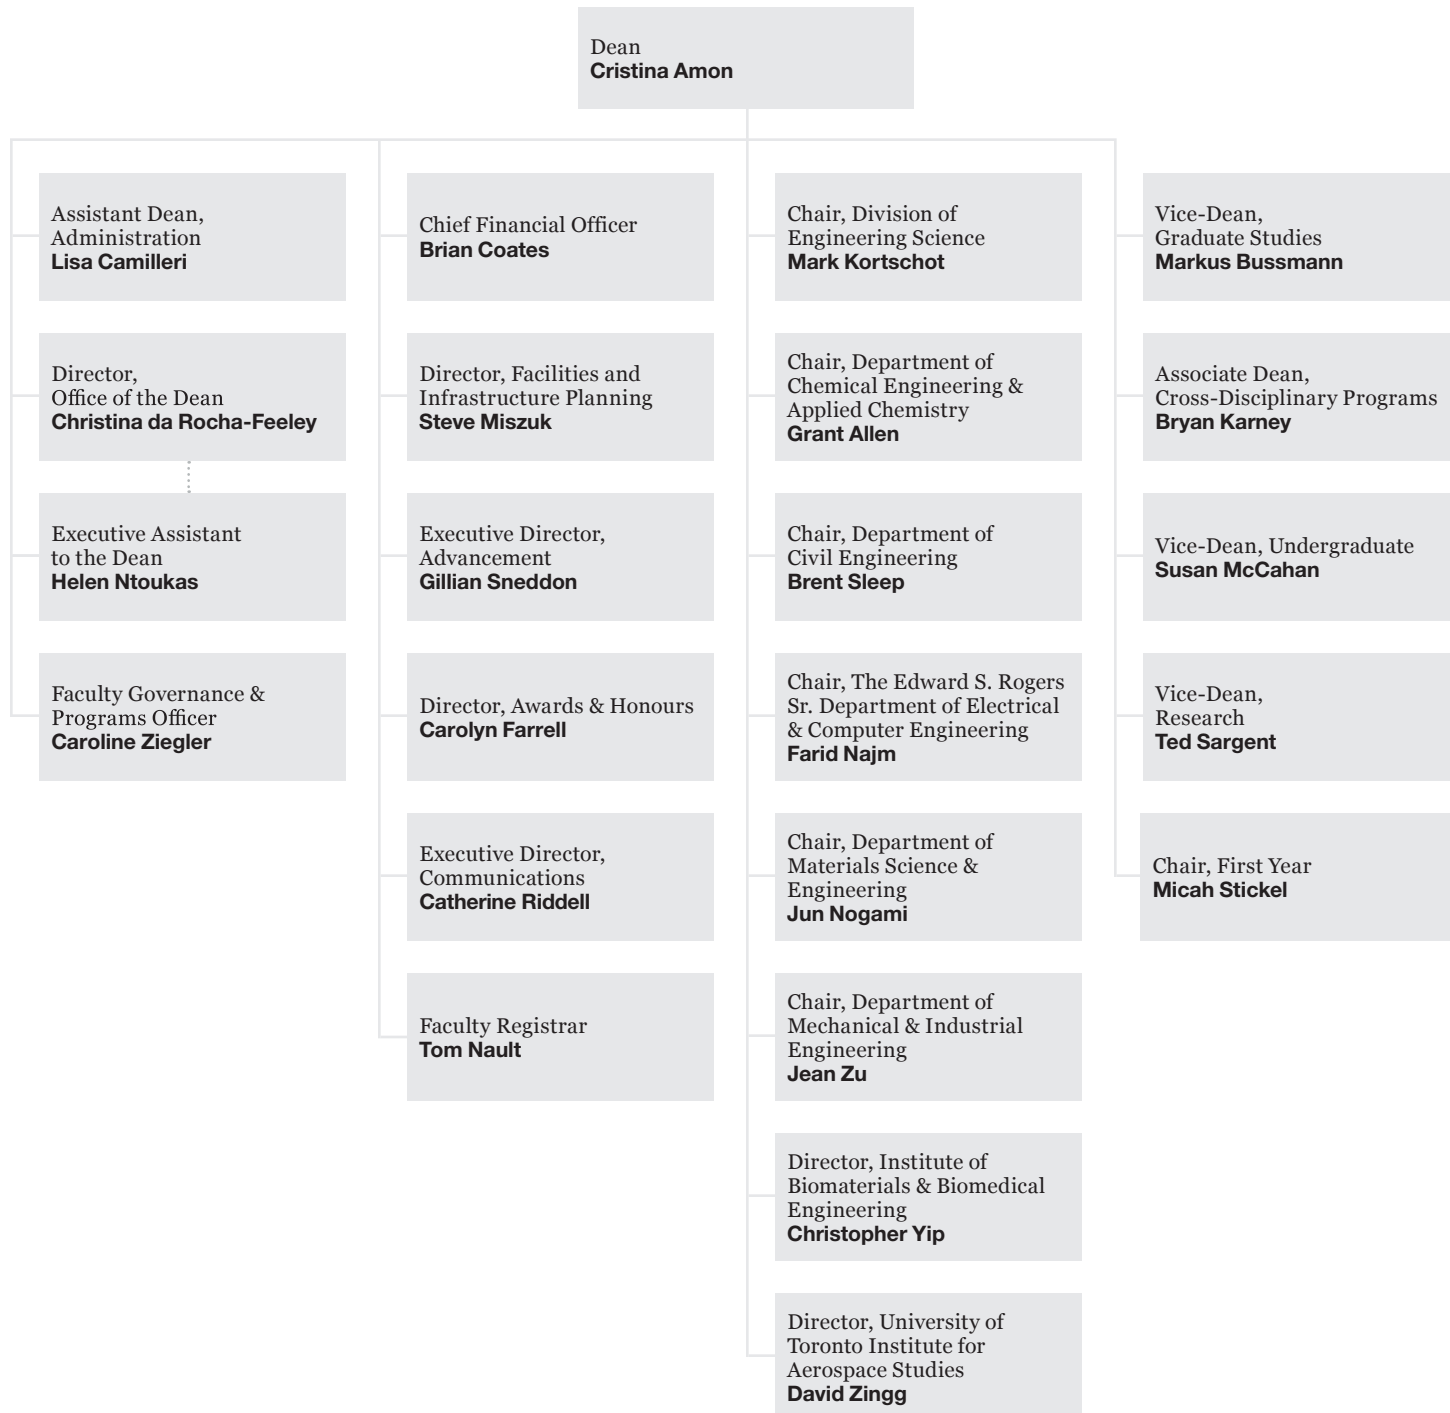 Dean
Cristina Amon
Assistant Dean,
Administration
Lisa Camilleri
Director,
Office of the Dean
Christina da Rocha-Feeley
Executive Assistant
to the Dean
Helen Ntoukas
Faculty Governance &
Programs Officer
Caroline Ziegler
Chief Financial Officer
Brian Coates
Director, Facilities and
Infrastructure Planning
Steve Miszuk
Executive Director,
Advancement
Gillian Sneddon
Director, Awards & Honours
Carolyn Farrell
Executive Director,
Communications
Catherine Riddell
Faculty Registrar
Tom Nault
Chair, Division of
Engineering Science
Mark Kortschot
Chair, Department of
Chemical Engineering &
Applied Chemistry
Grant Allen
Chair, Department of
Civil Engineering
Brent Sleep
Chair, The Edward S. Rogers
Sr. Department of Electrical
& Computer Engineering
Farid Najm
Chair, Department of
Materials Science &
Engineering
Jun Nogami
Chair, Department of
Mechanical & Industrial
Engineering
Jean Zu
Director, Institute of
Biomaterials & Biomedical
Engineering
Christopher Yip
Director, University of
Toronto Institute for
Aerospace Studies
David Zingg
Vice-Dean,
Graduate Studies
Markus Bussmann
Associate Dean,
Cross-Disciplinary Programs
Bryan Karney
Vice-Dean, Undergraduate
Susan McCahan
Vice-Dean,
Research
Ted Sargent
Chair, First Year
Micah Stickel